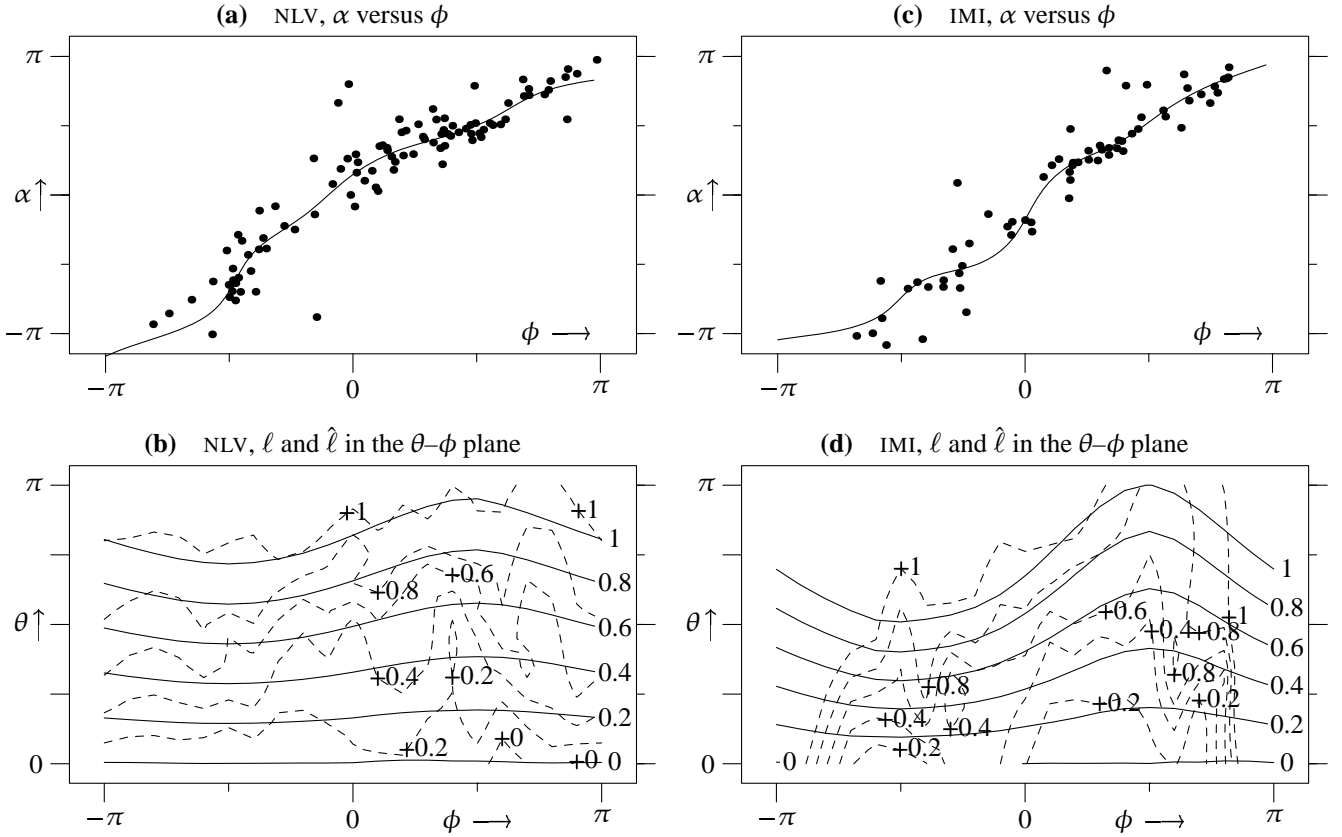 (a) NLV, α versus ϕ
π
α↑
−π
ϕ ⟶
−π 0 π
(c) IMI, α versus ϕ
π
α↑
−π
ϕ ⟶
−π 0 π
(b) NLV, ℓ and ℓ̂ in the θ–ϕ plane
π
θ↑
0
+1
+1
1
+0.8
+0.6
0.8
0.6
+0.4
+0.2
0.4
0.2
+0.2
+0
+0
0
−π 0 ϕ ⟶ π
(d) IMI, ℓ and ℓ̂ in the θ–ϕ plane
π
θ↑
0
+1
1
0.8
+0.6
+1
+0.4
+0.8
0.6
+0.8
+0.8
0.4
+0.2
+0.2
+0.4
+0.4
0.2
+0.2
0
0
−π 0 ϕ ⟶ π